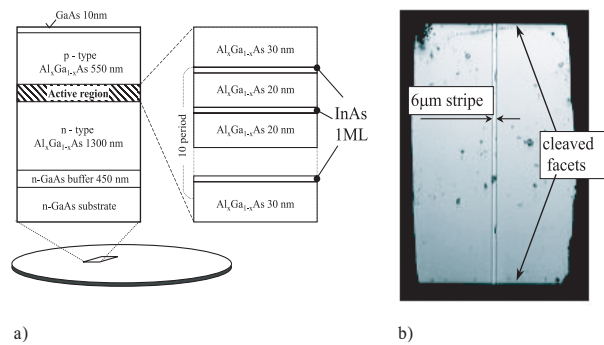 GaAs 10nm
p - type
AlxGa1-xAs 550 nm
Active region
n - type
AlxGa1-xAs 1300 nm
n-GaAs buffer 450 nm
n-GaAs substrate
10 period
AlxGa1-xAs 30 nm
AlxGa1-xAs 20 nm
AlxGa1-xAs 20 nm
AlxGa1-xAs 30 nm
InAs
1ML
a)
6μm stripe
cleaved
facets
b)